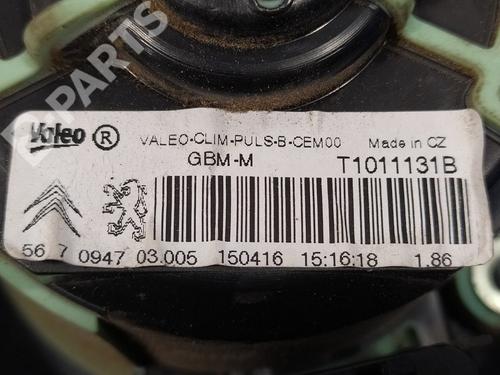 B-PARTS
Valeo ®
VALEO-CLIM-PULS-B-CEM00 Made in CZ
GBM-M T1011131B
56 7 0947 03.005 150416 15:16:18 1.86